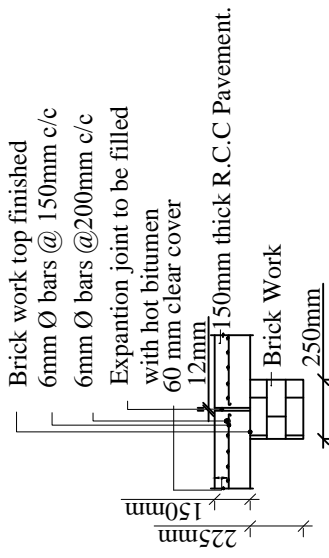 Brick work top finished
6mm Ø bars @ 150mm c/c
6mm Ø bars @200mm c/c
Expantion joint to be filled
with hot bitumen
60 mm clear cover
12mm
150mm thick R.C.C Pavement.
Brick Work
250mm
150mm
225mm